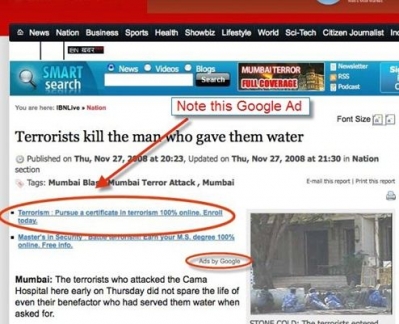 News Nation Business Sports Health Showbiz Lifestyle World Sci-Tech Citizen Journalist
IBN खबर
SMART search
News Videos Blogs
Search
MUMBAI TERROR
FULL COVERAGE
Newsletter
RSS
Podcast
You are here: IBNLive » Nation
Note this Google Ad
Font Size
Terrorists kill the man who gave them water
Published on Thu, Nov 27, 2008 at 20:23, Updated on Thu, Nov 27, 2008 at 21:30 in Nation
section
Tags: Mumbai Blast, Mumbai Terror Attack , Mumbai
E-mail this report | Print this
Terrorism : Pursue a certificate in terrorism 100% online. Enroll
today.
Master's in Security : Battle terrorism: Earn your M.S. degree 100%
online. Free info.
Ads by Google
Mumbai: The terrorists who attacked the Cama
Hospital here early on Thursday did not spare the life of
even their benefactor who had served them water when
asked for.
STONE COLD: The terrorists entered